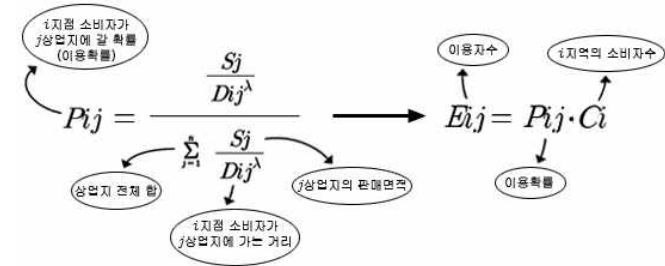 i지점 소비자가
j상업지에 갈 확률
(이용확률)
이용자수
i지역의 소비자수
Pij = (Sj / Dij^λ) / (n Σ j=1 Sj / Dij^λ)
Eij = Pij · Ci
상업지 전체 합
j상업지의 판매면적
이용확률
i지점 소비자가
j상업지에 가는 거리